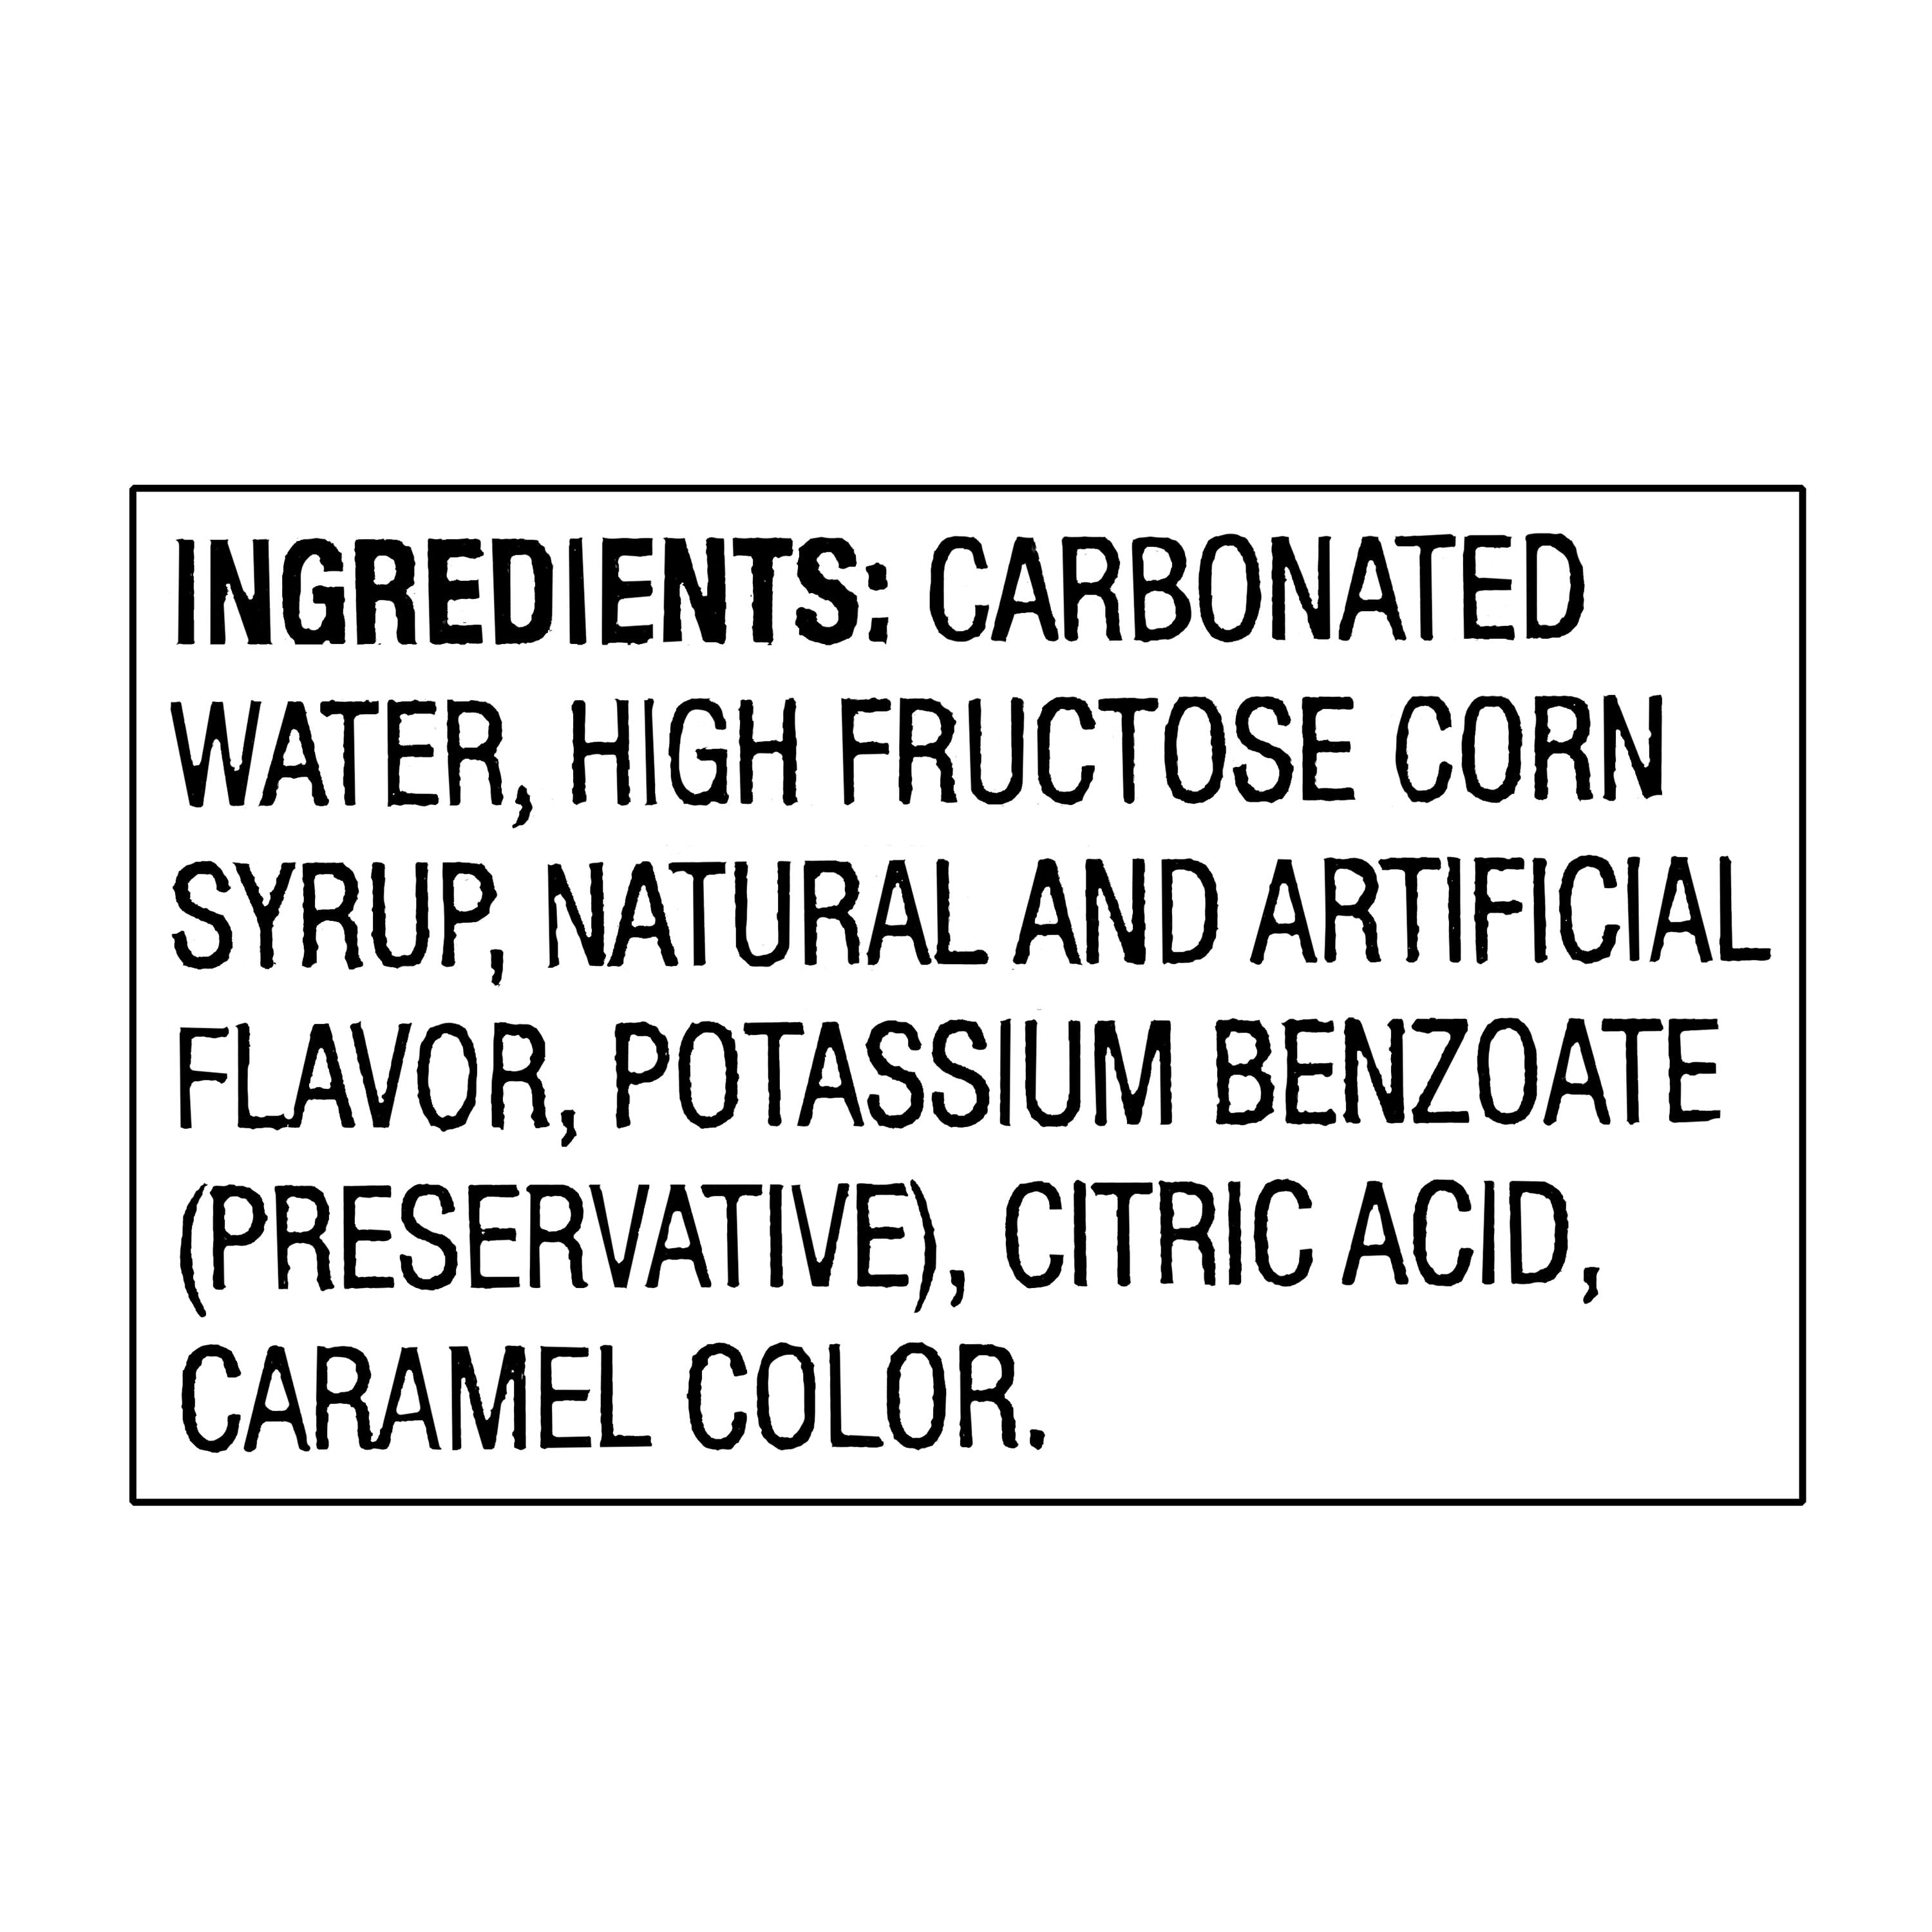 INGREDIENTS: CARBONATED
WATER, HIGH FRUCTOSE CORN
SYRUP, NATURAL AND ARTIFICIAL
FLAVOR, POTASSIUM BENZOATE
(PRESERVATIVE), CITRIC ACID,
CARAMEL COLOR.